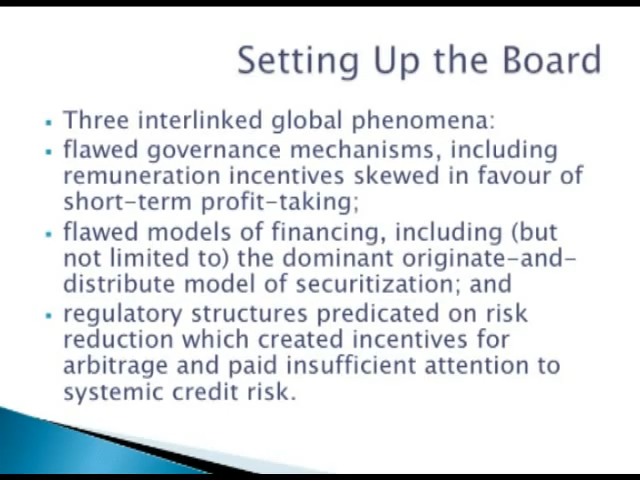 Setting Up the Board
▪ Three interlinked global phenomena:
▪ flawed governance mechanisms, including
remuneration incentives skewed in favour of
short-term profit-taking;
▪ flawed models of financing, including (but
not limited to) the dominant originate-and-
distribute model of securitization; and
▪ regulatory structures predicated on risk
reduction which created incentives for
arbitrage and paid insufficient attention to
systemic credit risk.